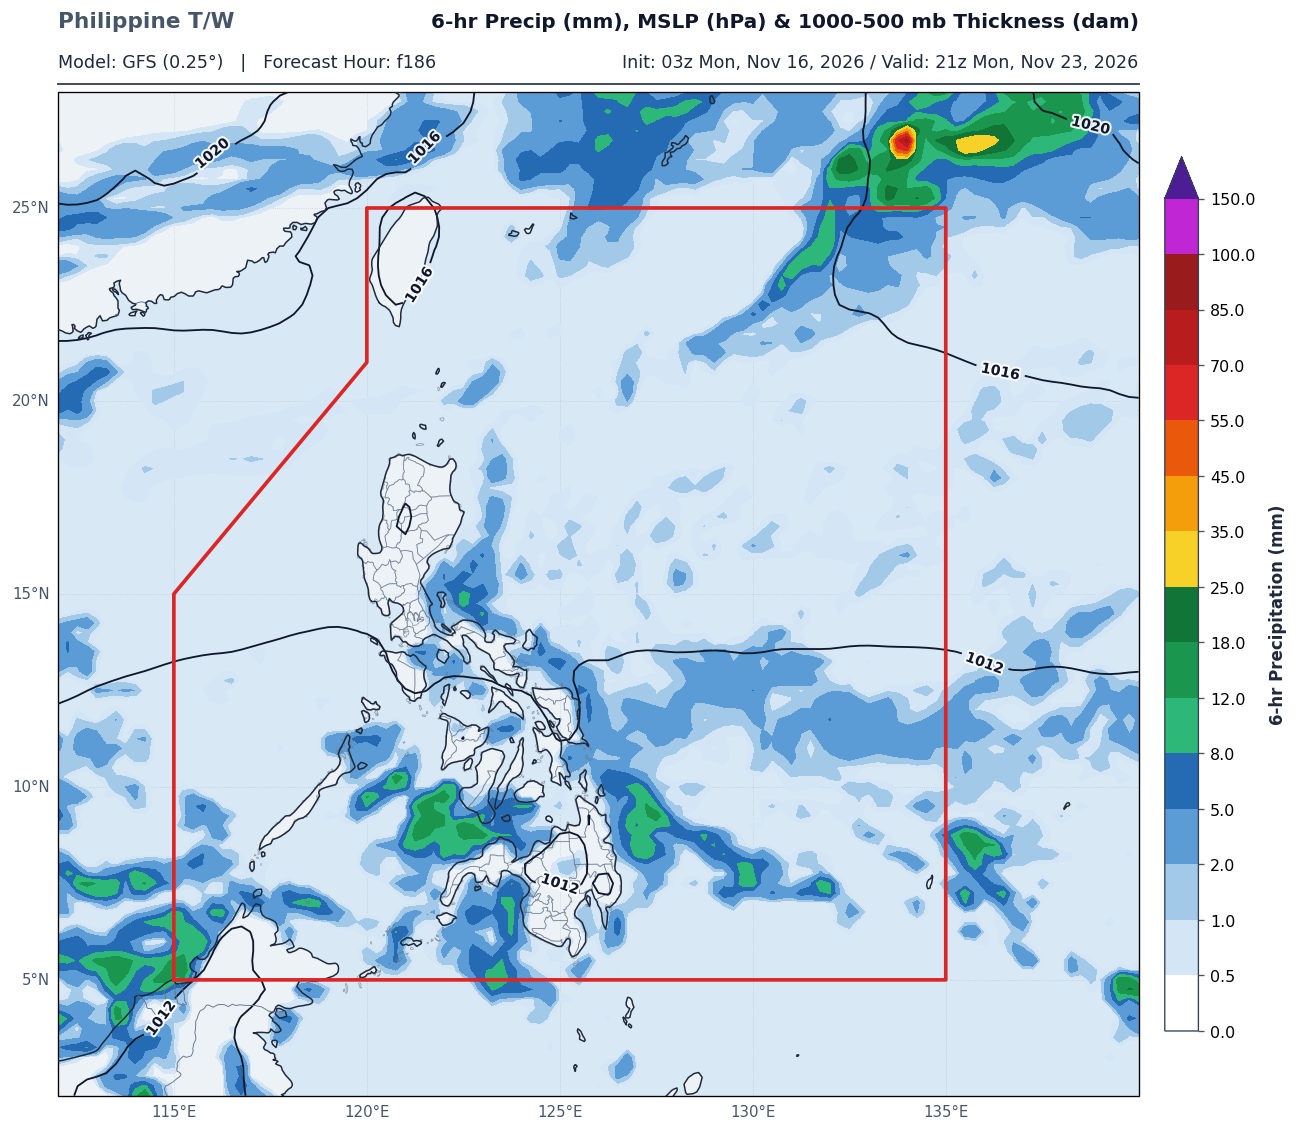 Philippine T/W
6-hr Precip (mm), MSLP (hPa) & 1000-500 mb Thickness (dam)
Model: GFS (0.25°) | Forecast Hour: f186
Init: 03z Mon, Nov 16, 2026 / Valid: 21z Mon, Nov 23, 2026
1020
1016
1020
1016
1016
1012
1012
1012
25°N
20°N
15°N
10°N
5°N
115°E
120°E
125°E
130°E
135°E
150.0
100.0
85.0
70.0
55.0
45.0
35.0
25.0
18.0
12.0
8.0
5.0
2.0
1.0
0.5
0.0
6-hr Precipitation (mm)